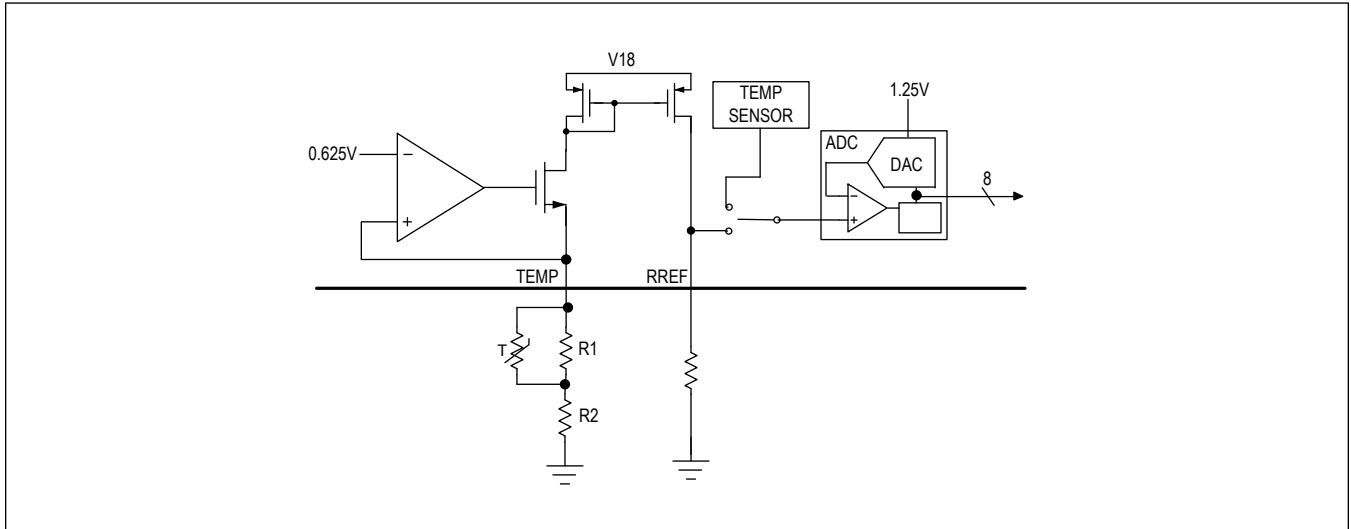 V18
TEMP
SENSOR
1.25V
ADC
DAC
0.625V
−
+
−
+
8
TEMP
RREF
T
R1
R2